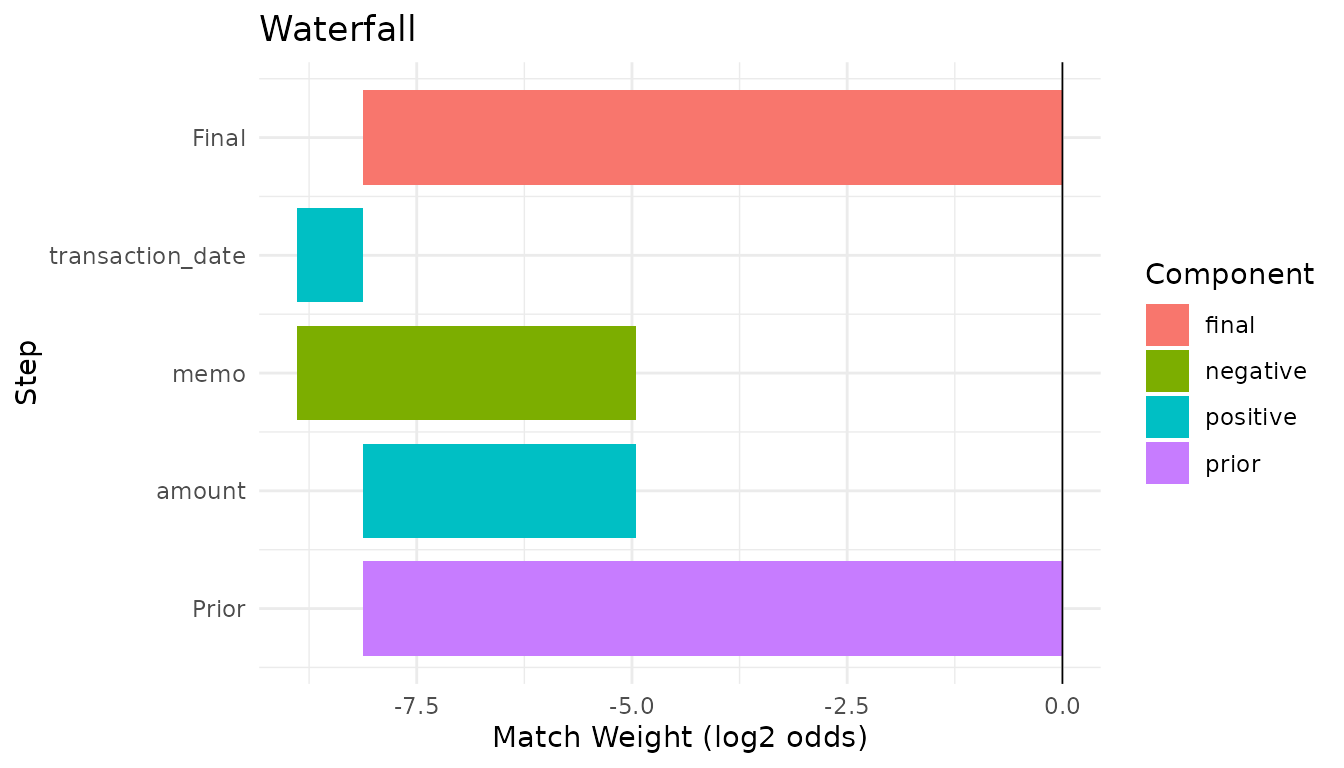 Waterfall
Final
transaction_date
memo
amount
Prior
Step
-7.5
-5.0
-2.5
0.0
Match Weight (log2 odds)
Component
final
negative
positive
prior